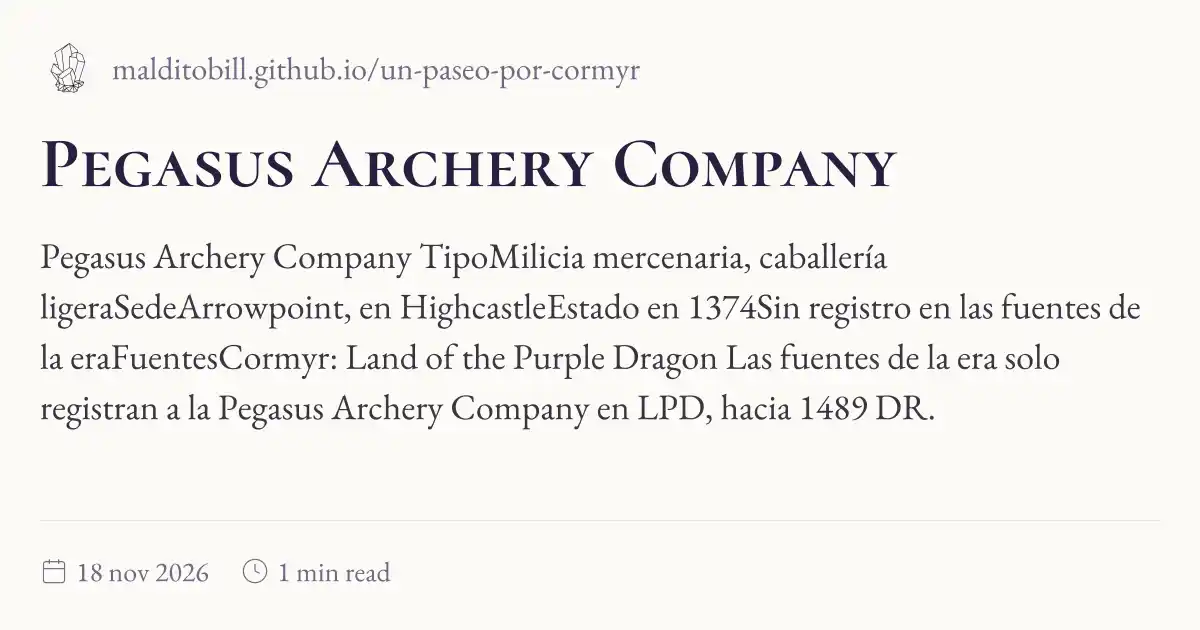 malditobill.github.io/un-paseo-por-cormyr
Pegasus Archery Company
Pegasus Archery Company TipoMilicia mercenaria, caballería
ligeraSedeArrowpoint, en HighcastleEstado en 1374Sin registro en las fuentes de
la eraFuentesCormyr: Land of the Purple Dragon Las fuentes de la era solo
registran a la Pegasus Archery Company en LPD, hacia 1489 DR.
18 nov 2026 1 min read